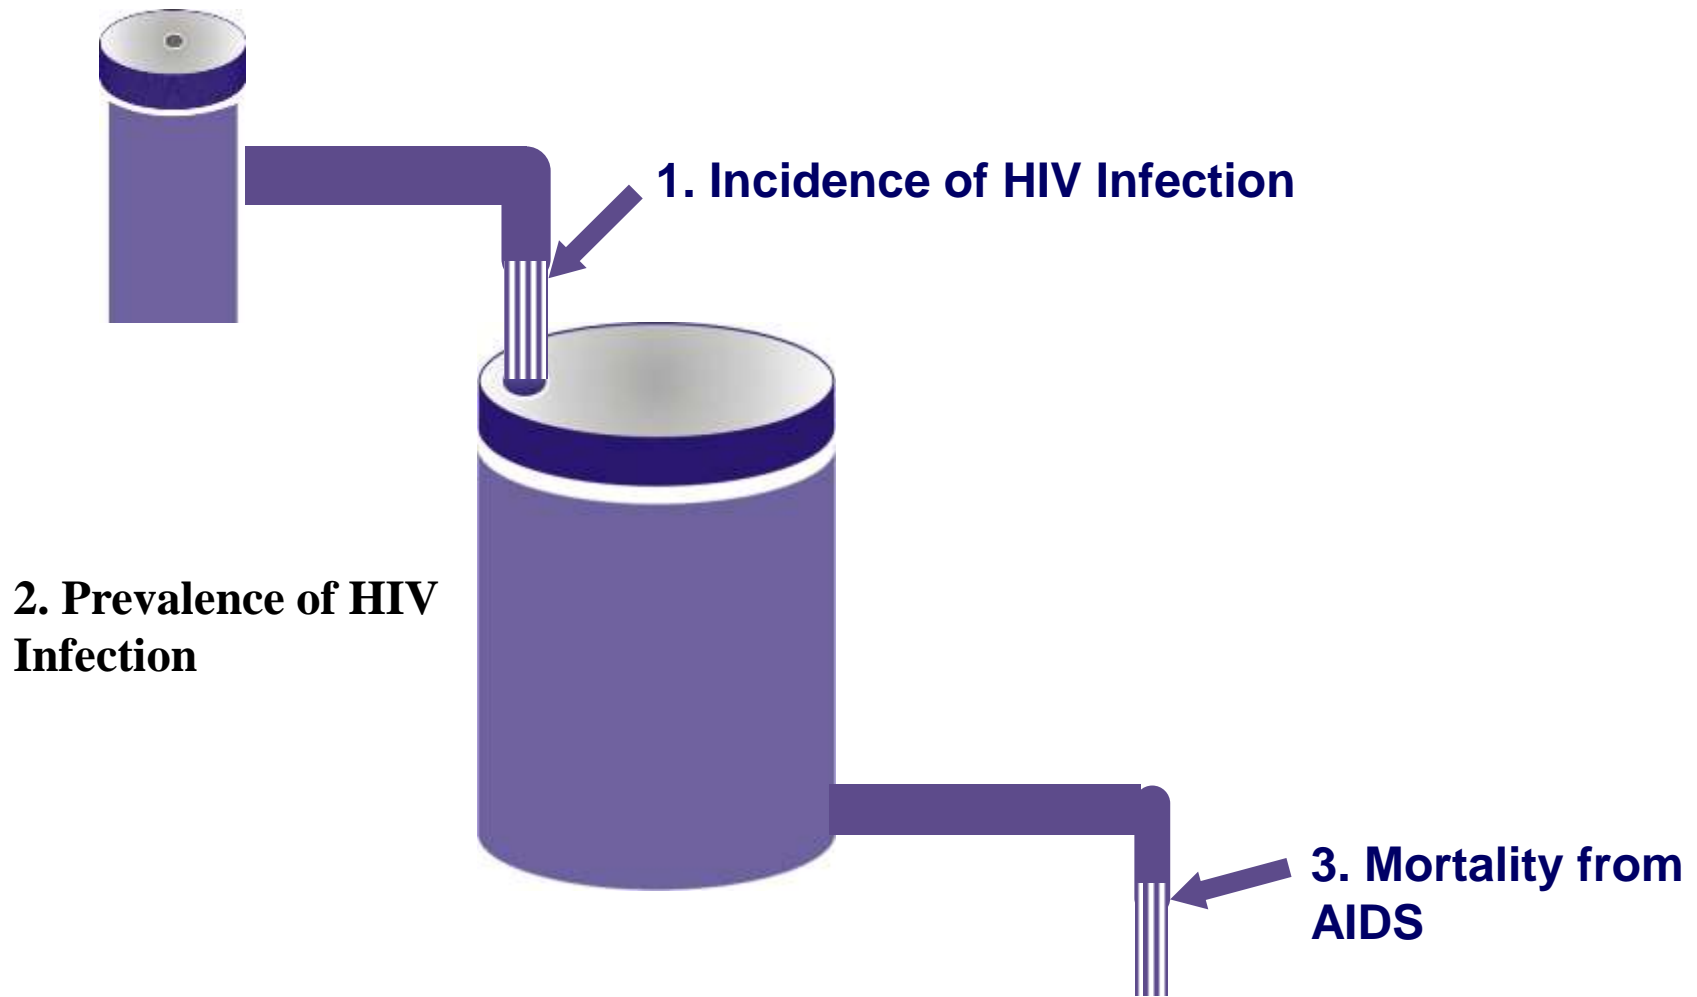 1. Incidence of HIV Infection
2. Prevalence of HIV
Infection
3. Mortality from
AIDS